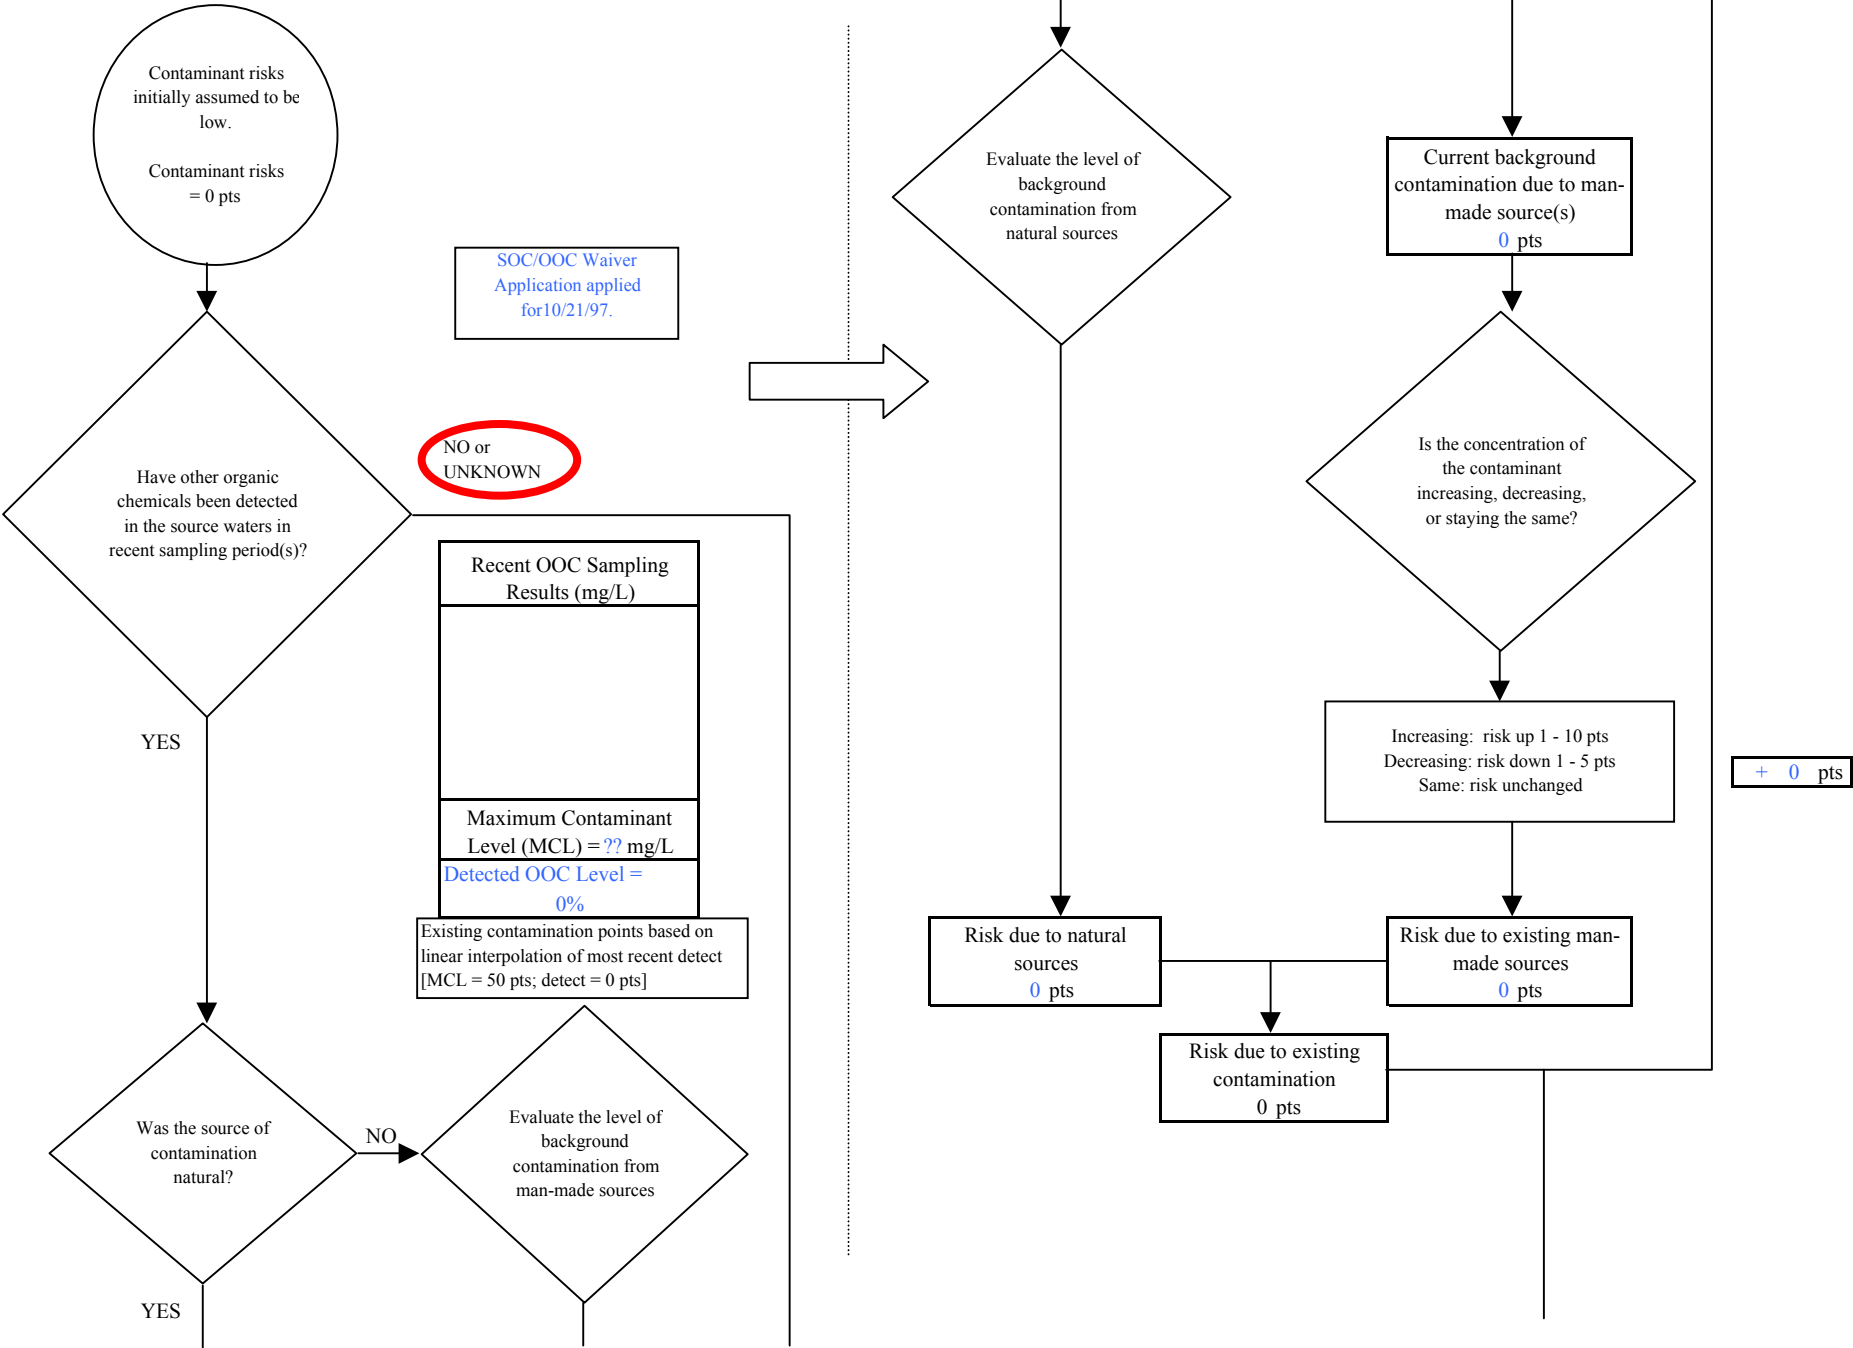 Contaminant risks
initially assumed to be
low.
Contaminant risks
= 0 pts
SOC/OOC Waiver
Application applied
for10/21/97.
NO or
UNKNOWN
Have other organic
chemicals been detected
in the source waters in
recent sampling period(s)?
YES
Recent OOC Sampling
Results (mg/L)
Maximum Contaminant
Level (MCL) = ?? mg/L
Detected OOC Level =
0%
Existing contamination points based on
linear interpolation of most recent detect
[MCL = 50 pts; detect = 0 pts]
Was the source of
contamination
natural?
NO
YES
Evaluate the level of
background
contamination from
man-made sources
Evaluate the level of
background
contamination from
natural sources
Current background
contamination due to man-
made source(s)
0 pts
Is the concentration of
the contaminant
increasing, decreasing,
or staying the same?
Increasing: risk up 1 - 10 pts
Decreasing: risk down 1 - 5 pts
Same: risk unchanged
+ 0 pts
Risk due to natural
sources
0 pts
Risk due to existing man-
made sources
0 pts
Risk due to existing
contamination
0 pts